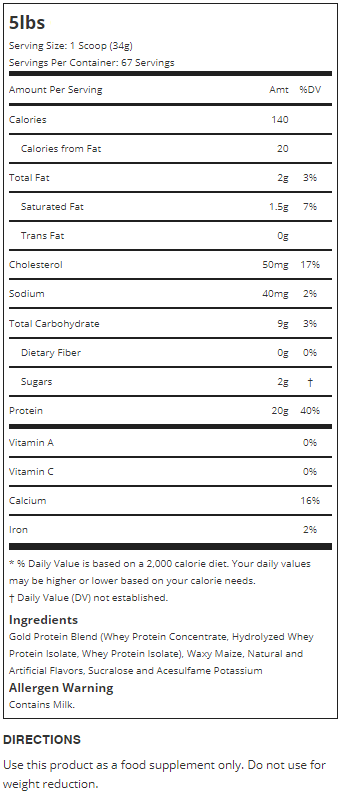 5lbs
Serving Size: 1 Scoop (34g)
Servings Per Container: 67 Servings
Amount Per Serving Amt %DV
Calories 140
Calories from Fat 20
Total Fat 2g 3%
Saturated Fat 1.5g 7%
Trans Fat 0g
Cholesterol 50mg 17%
Sodium 40mg 2%
Total Carbohydrate 9g 3%
Dietary Fiber 0g 0%
Sugars 2g †
Protein 20g 40%
Vitamin A 0%
Vitamin C 0%
Calcium 16%
Iron 2%
* % Daily Value is based on a 2,000 calorie diet. Your daily values
may be higher or lower based on your calorie needs.
† Daily Value (DV) not established.
Ingredients
Gold Protein Blend (Whey Protein Concentrate, Hydrolyzed Whey
Protein Isolate, Whey Protein Isolate), Waxy Maize, Natural and
Artificial Flavors, Sucralose and Acesulfame Potassium
Allergen Warning
Contains Milk.
DIRECTIONS
Use this product as a food supplement only. Do not use for
weight reduction.